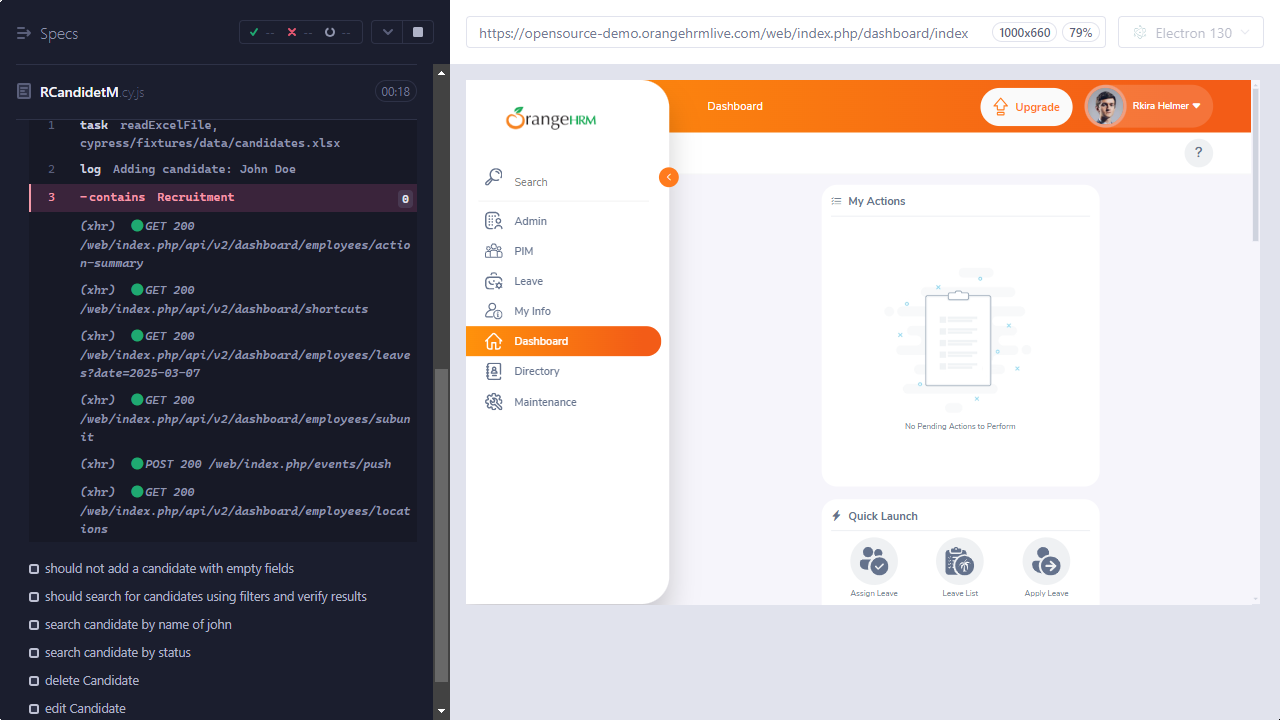 Specs
--
--
--
RCandidetM.cy.js
00:18
1 task readExcelFile,
cypress/fixtures/data/candidates.xlsx
2 log Adding candidate: John Doe
3 -contains Recruitment 0
(xhr) GET 200
/web/index.php/api/v2/dashboard/employees/actio
n-summary
(xhr) GET 200
/web/index.php/api/v2/dashboard/shortcuts
(xhr) GET 200
/web/index.php/api/v2/dashboard/employees/leave
s?date=2025-03-07
(xhr) GET 200
/web/index.php/api/v2/dashboard/employees/subun
it
(xhr) POST 200 /web/index.php/events/push
(xhr) GET 200
/web/index.php/api/v2/dashboard/employees/locat
ions
should not add a candidate with empty fields
should search for candidates using filters and verify results
search candidate by name of john
search candidate by status
delete Candidate
edit Candidate
https://opensource-demo.orangehrmlive.com/web/index.php/dashboard/index
1000x660
79%
Electron 130
OrangeHRM
Dashboard
Upgrade
Rkira Helmer
?
Search
Admin
PIM
Leave
My Info
Dashboard
Directory
Maintenance
My Actions
No Pending Actions to Perform
Quick Launch
Assign Leave
Leave List
Apply Leave